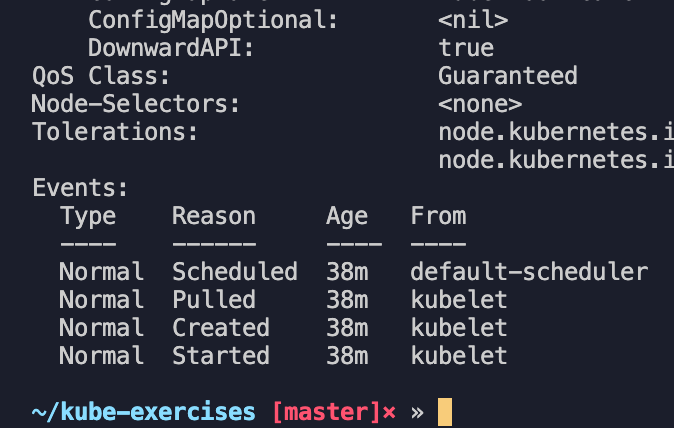 ConfigMapOptional: <nil>
DownwardAPI: true
QoS Class: Guaranteed
Node-Selectors: <none>
Tolerations: node.kubernetes.i
node.kubernetes.i
Events:
Type Reason Age From
---- ------ ---- ----
Normal Scheduled 38m default-scheduler
Normal Pulled 38m kubelet
Normal Created 38m kubelet
Normal Started 38m kubelet
~/kube-exercises [master]× »